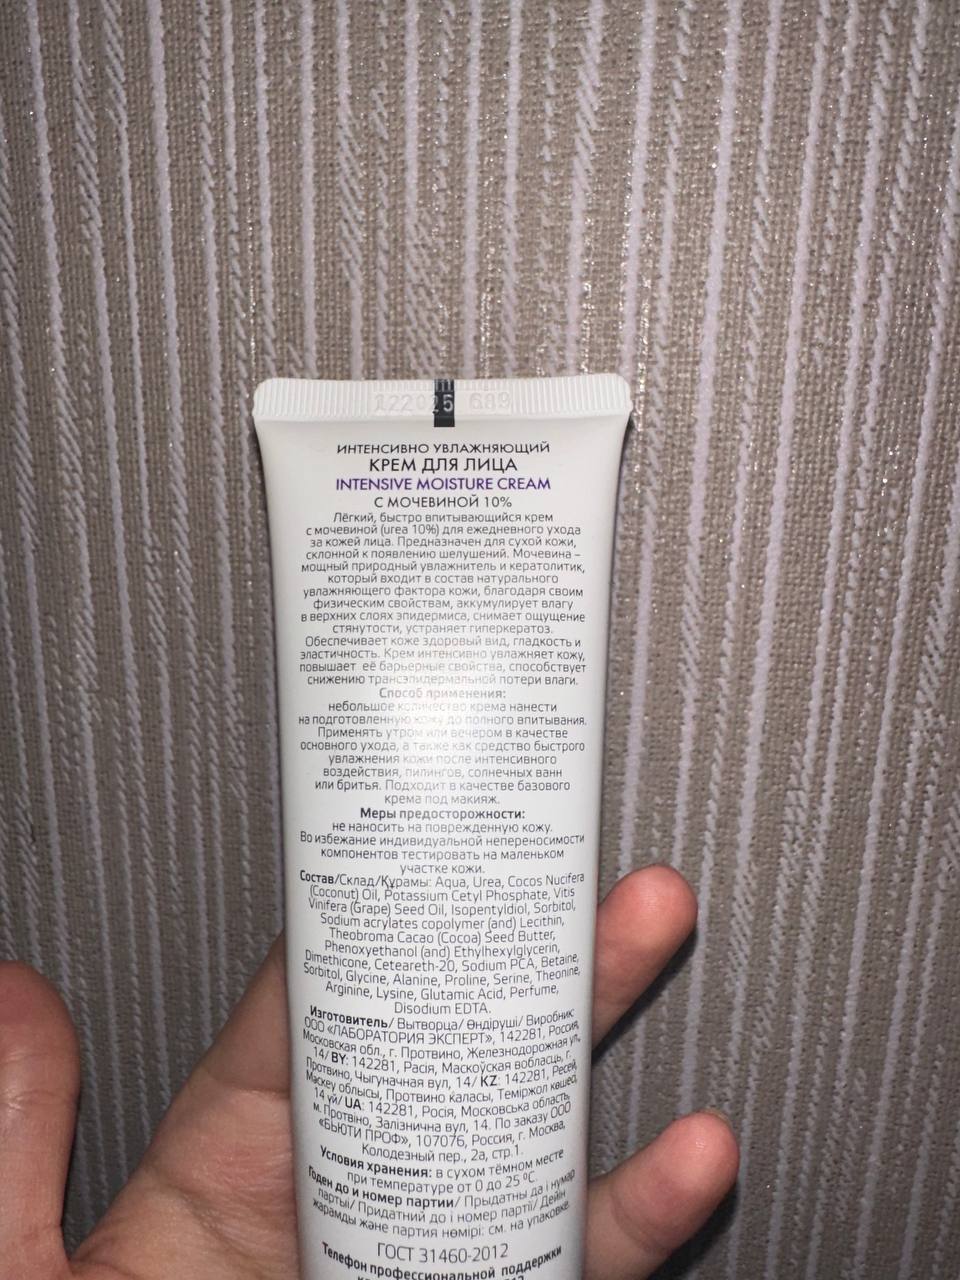 122025 689
ИНТЕНСИВНО УВЛАЖНЯЮЩИЙ
КРЕМ ДЛЯ ЛИЦА
INTENSIVE MOISTURE CREAM
С МОЧЕВИНОЙ 10%
Лёгкий, быстро впитывающийся крем
с мочевиной (urea 10%) для ежедневного ухода
за кожей лица. Предназначен для сухой кожи,
склонной к появлению шелушений. Мочевина –
мощный природный увлажнитель и кератолитик,
который входит в состав натурального
увлажняющего фактора кожи, благодаря своим
физическим свойствам, аккумулирует влагу
в верхних слоях эпидермиса, снимает ощущение
стянутости, устраняет гиперкератоз.
Обеспечивает коже здоровый вид, гладкость и
эластичность. Крем интенсивно увлажняет кожу,
повышает её барьерные свойства, способствует
снижению трансэпидермальной потери влаги.
Способ применения:
небольшое количество крема нанести
на подготовленную кожу до полного впитывания.
Применять утром или вечером в качестве
основного ухода, а также как средство быстрого
увлажнения кожи после интенсивного
воздействия, пилингов, солнечных ванн
или бритья. Подходит в качестве базового
крема под макияж.
Меры предосторожности:
не наносить на поврежденную кожу.
Во избежание индивидуальной непереносимости
компонентов тестировать на маленьком
участке кожи.
Состав/Склад/Құрамы: Aqua, Urea, Cocos Nucifera
(Coconut) Oil, Potassium Cetyl Phosphate, Vitis
Vinifera (Grape) Seed Oil, Isopentyldiol, Sorbitol,
Sodium acrylates copolymer (and) Lecithin,
Theobroma Cacao (Cocoa) Seed Butter,
Phenoxyethanol (and) Ethylhexylglycerin,
Dimethicone, Ceteareth-20, Sodium PCA, Betaine,
Sorbitol, Glycine, Alanine, Proline, Serine, Theonine,
Arginine, Lysine, Glutamic Acid, Perfume,
Disodium EDTA.
Изготовитель/ Вытворца/ Өндіруші/ Виробник:
ООО «ЛАБОРАТОРИЯ ЭКСПЕРТ», 142281, Россия,
Московская обл., г. Протвино, Железнодорожная ул,
14/ BY: 142281, Расія, Маскоўская вобласць, г.
Протвино, Чыгуначная вул, 14/ KZ: 142281, Ресей,
Мәскеу облысы, Протвино каласы, Теміржол көшесі,
14 үй/ UA: 142281, Росія, Московська область,
м. Протвіно, Залізнична вул, 14. По заказу ООО
«БЬЮТИ ПРОФ», 107076, Россия, г. Москва,
Колодезный пер., 2а, стр.1.
Условия хранения: в сухом тёмном месте
при температуре от 0 до 25 °C.
Годен до и номер партии/ Прыдатны да і нумар
партыі/ Придатний до і номер партії/ Дейін
жарамды және партия нөмірі: см. на упаковке.
ГОСТ 31460-2012
Телефон профессиональной поддержки